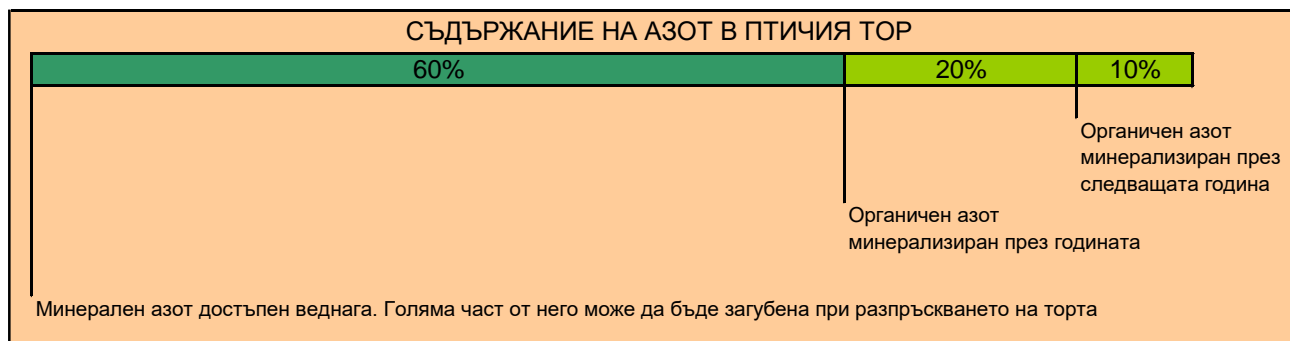 СЪДЪРЖАНИЕ НА АЗОТ В ПТИЧИЯ ТОР
60% 20% 10%
Органичен азот
минерализиран през
следващата година
Органичен азот
минерализиран през годината
Минерален азот достъпен веднага. Голяма част от него може да бъде загубена при разпръскването на торта